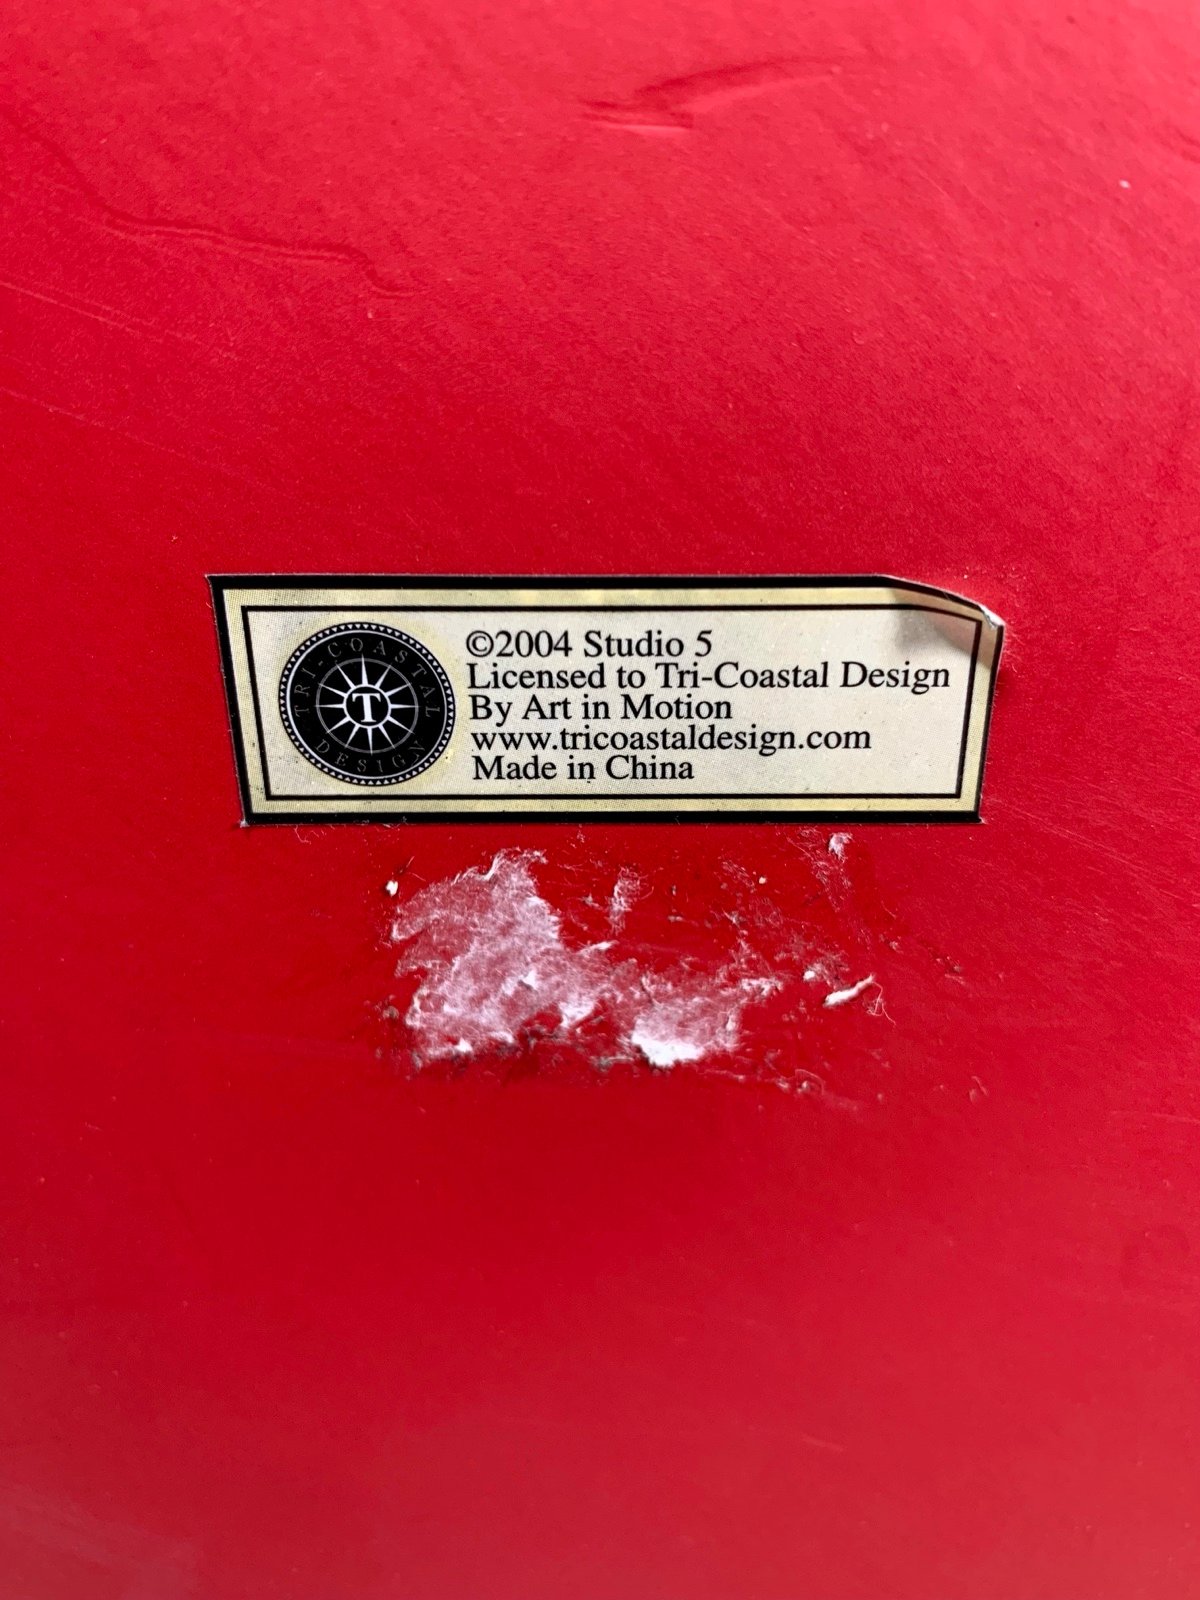 TRI-COASTAL
DESIGN
T
©2004 Studio 5
Licensed to Tri-Coastal Design
By Art in Motion
www.tricoastaldesign.com
Made in China